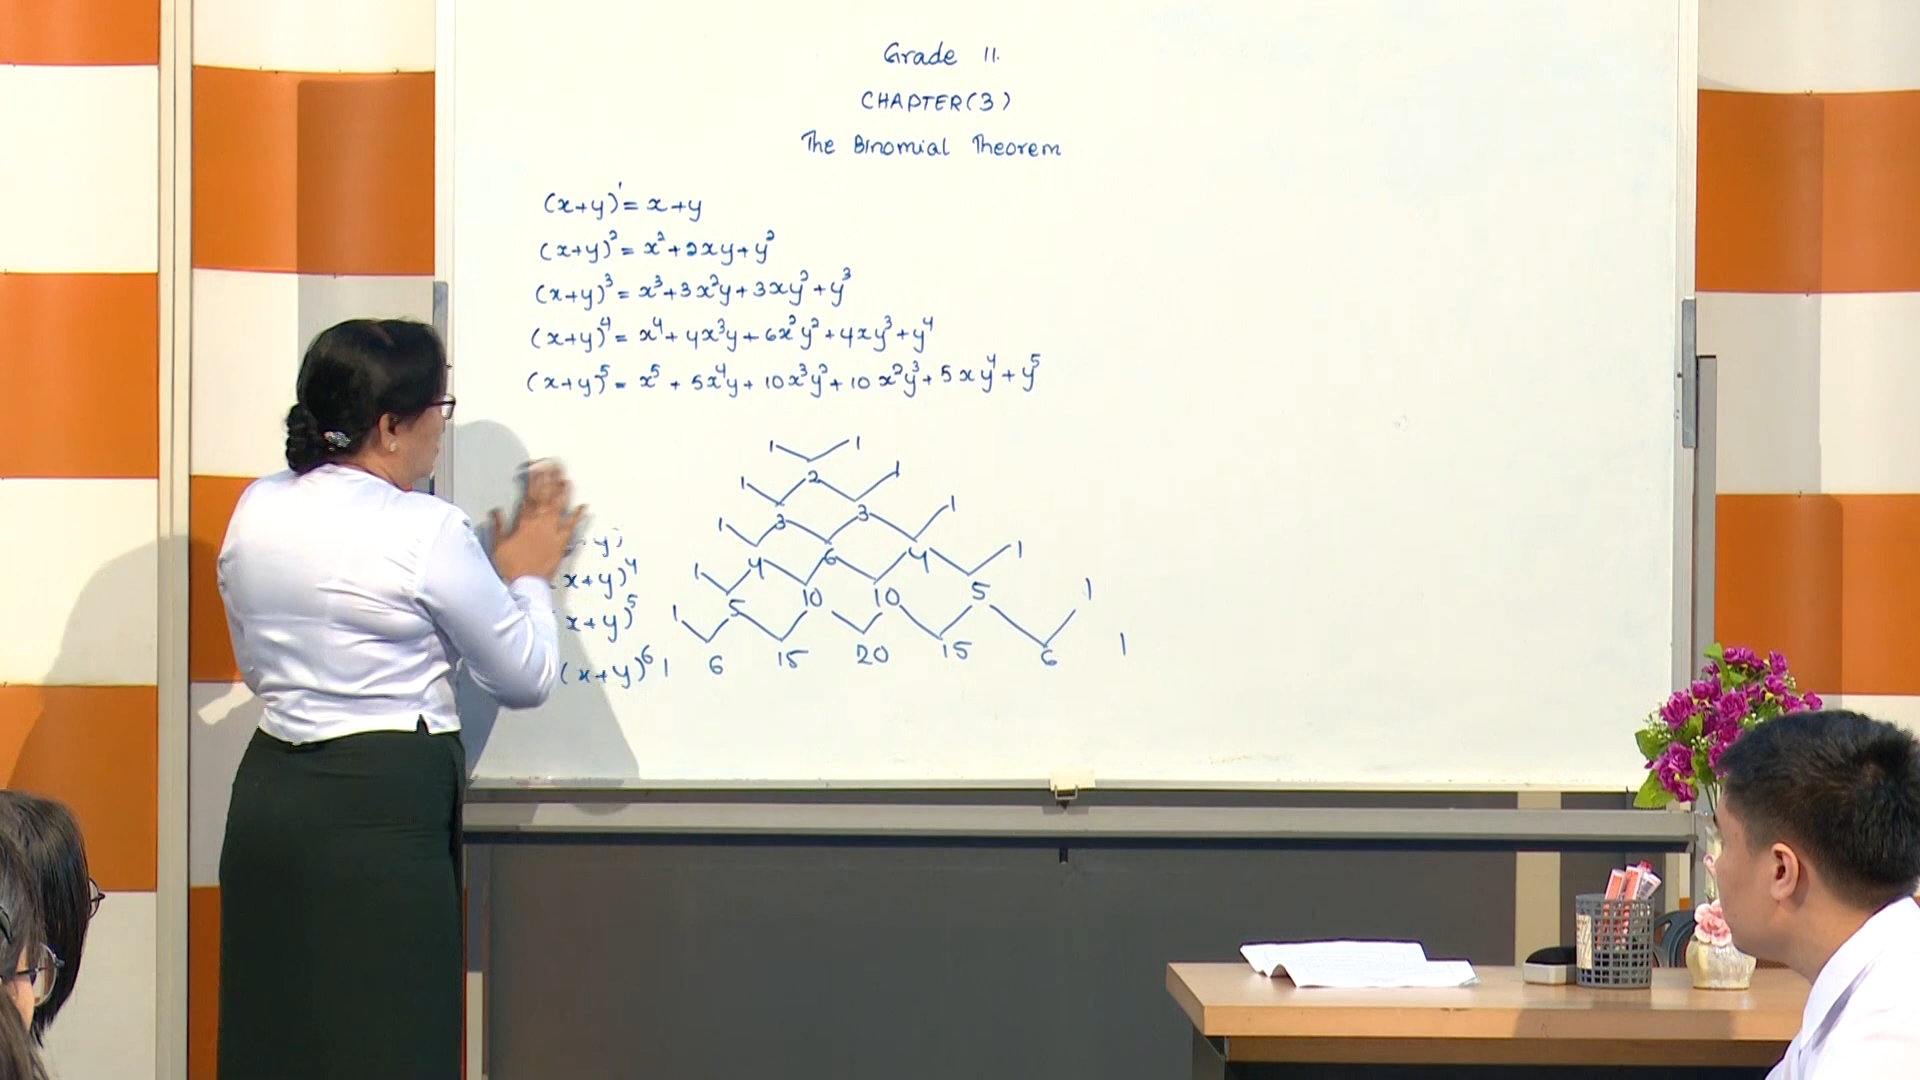 Grade 11.
CHAPTER(3)
The Binomial Theorem
(x+y)¹ = x+y
(x+y)² = x²+2xy+y²
(x+y)³ = x³+3x²y+3xy²+y³
(x+y)⁴ = x⁴+4x³y+6x²y²+4xy³+y⁴
(x+y)⁵ = x⁵+5x⁴y+10x³y²+10x²y³+5xy⁴+y⁵
1 1
1 2 1
1 3 3 1
x+y)⁴ 1 4 6 4 1
x+y)⁵ 1 5 10 10 5 1
(x+y)⁶ 1 6 15 20 15 6 1